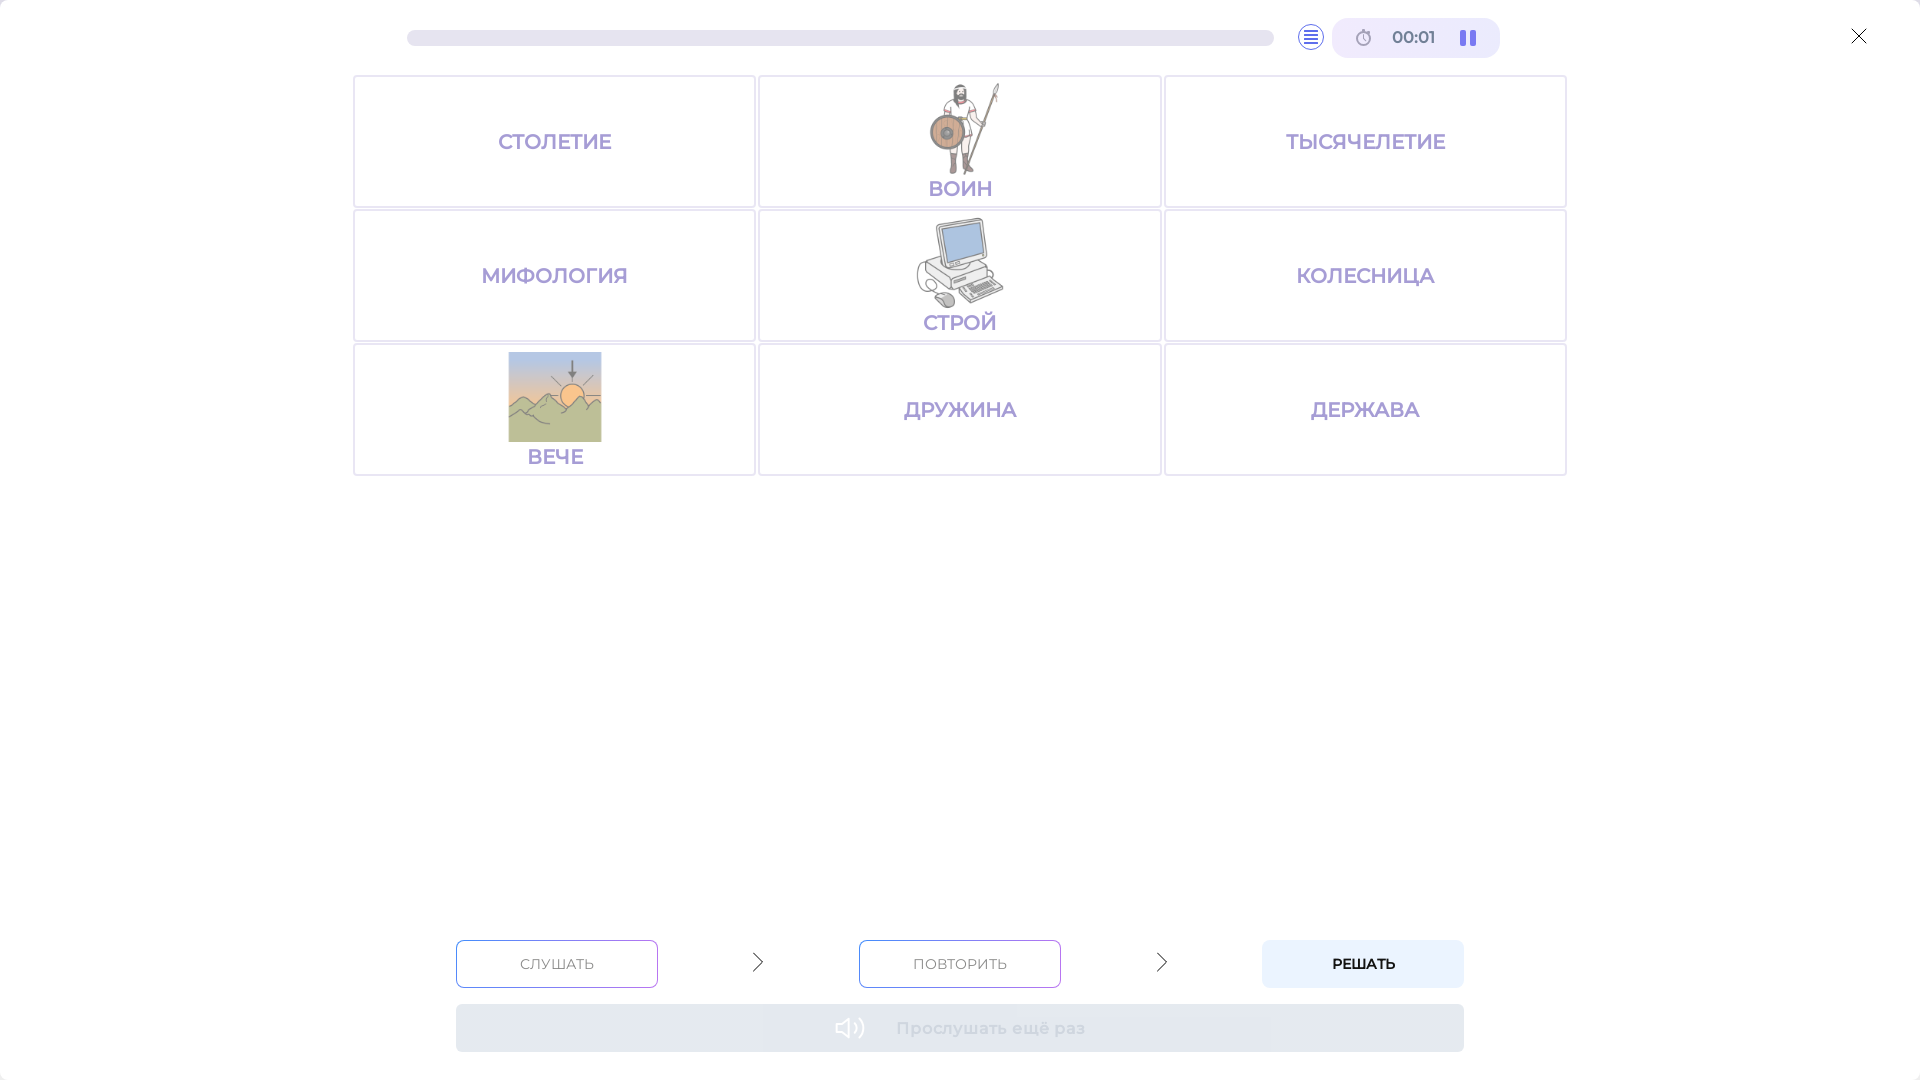 00:01
СТОЛЕТИЕ
ВОИН
ТЫСЯЧЕЛЕТИЕ
МИФОЛОГИЯ
СТРОЙ
КОЛЕСНИЦА
ВЕЧЕ
ДРУЖИНА
ДЕРЖАВА
СЛУШАТЬ
ПОВТОРИТЬ
РЕШАТЬ
Прослушать ещё раз